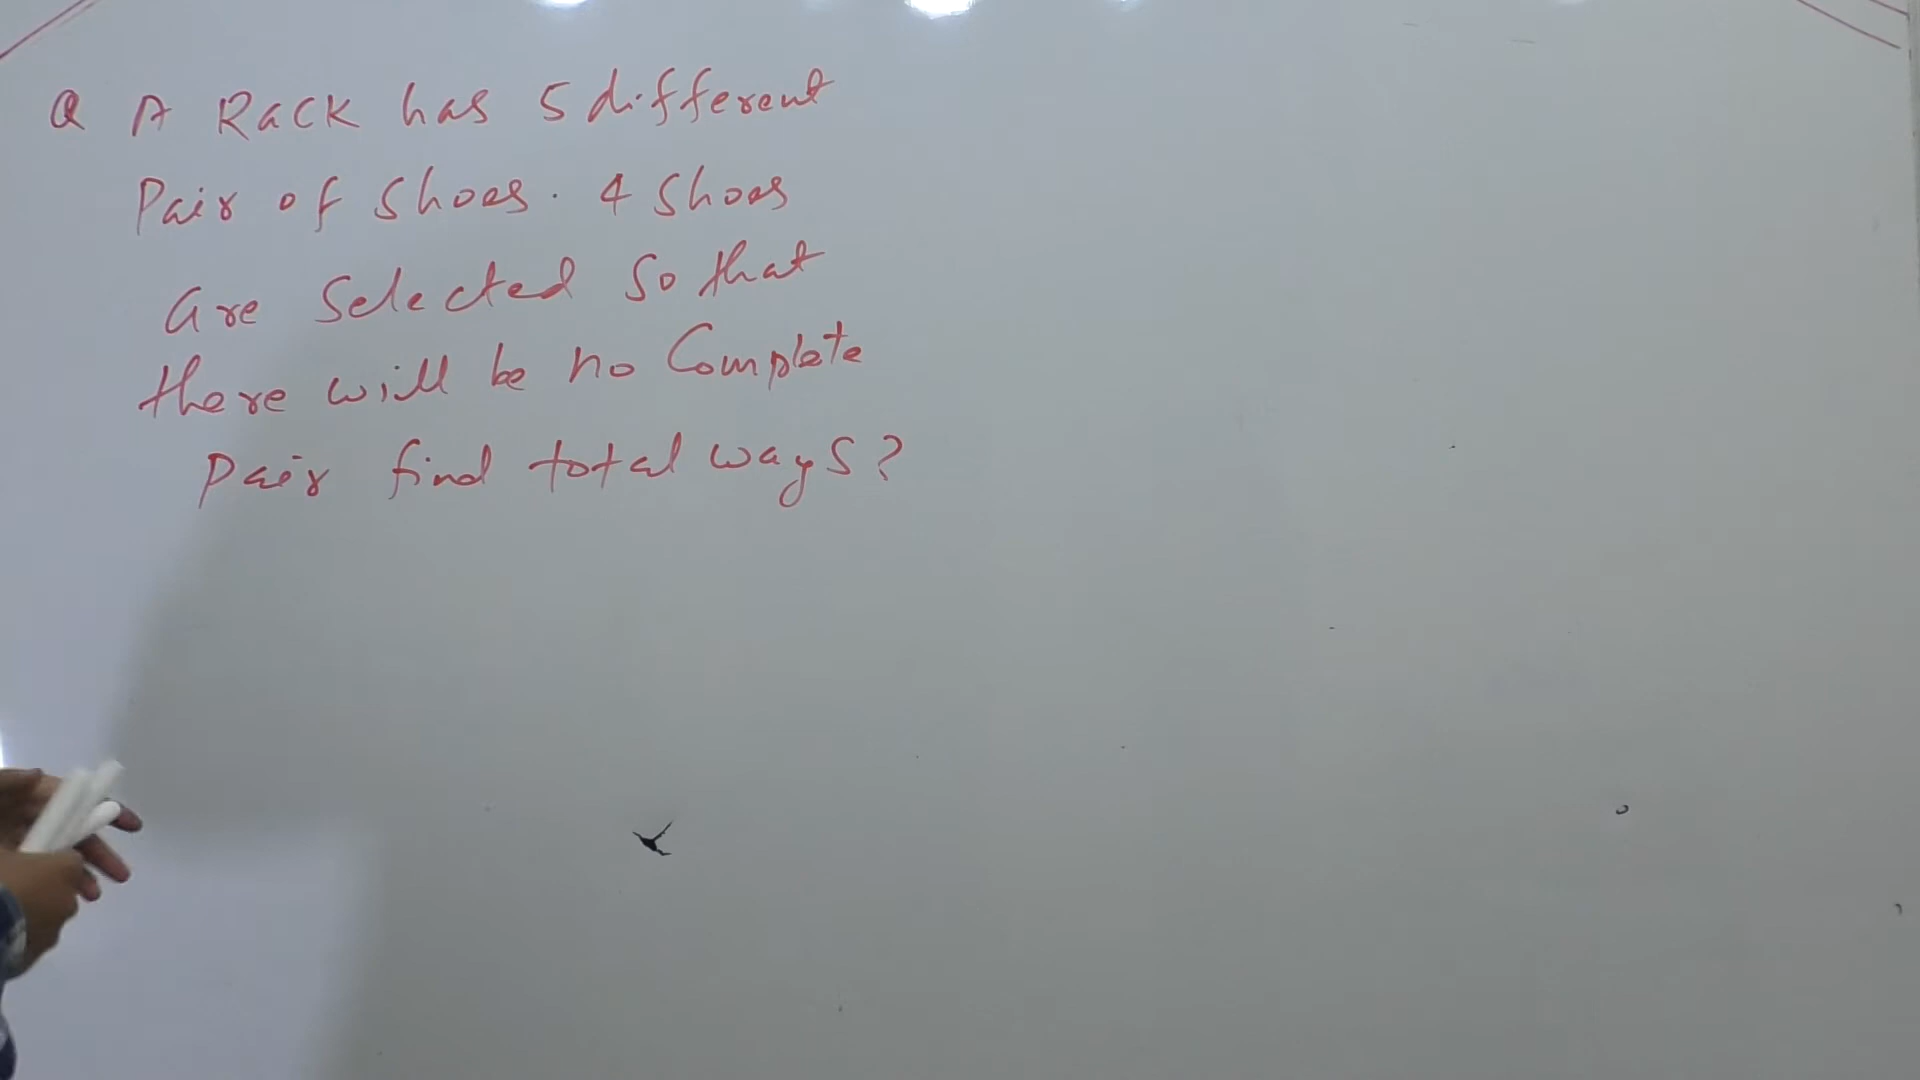 Q A Rack has 5 different
Pair of Shoes. 4 Shoes
are Selected So that
there will be no Complete
Pair find total ways?